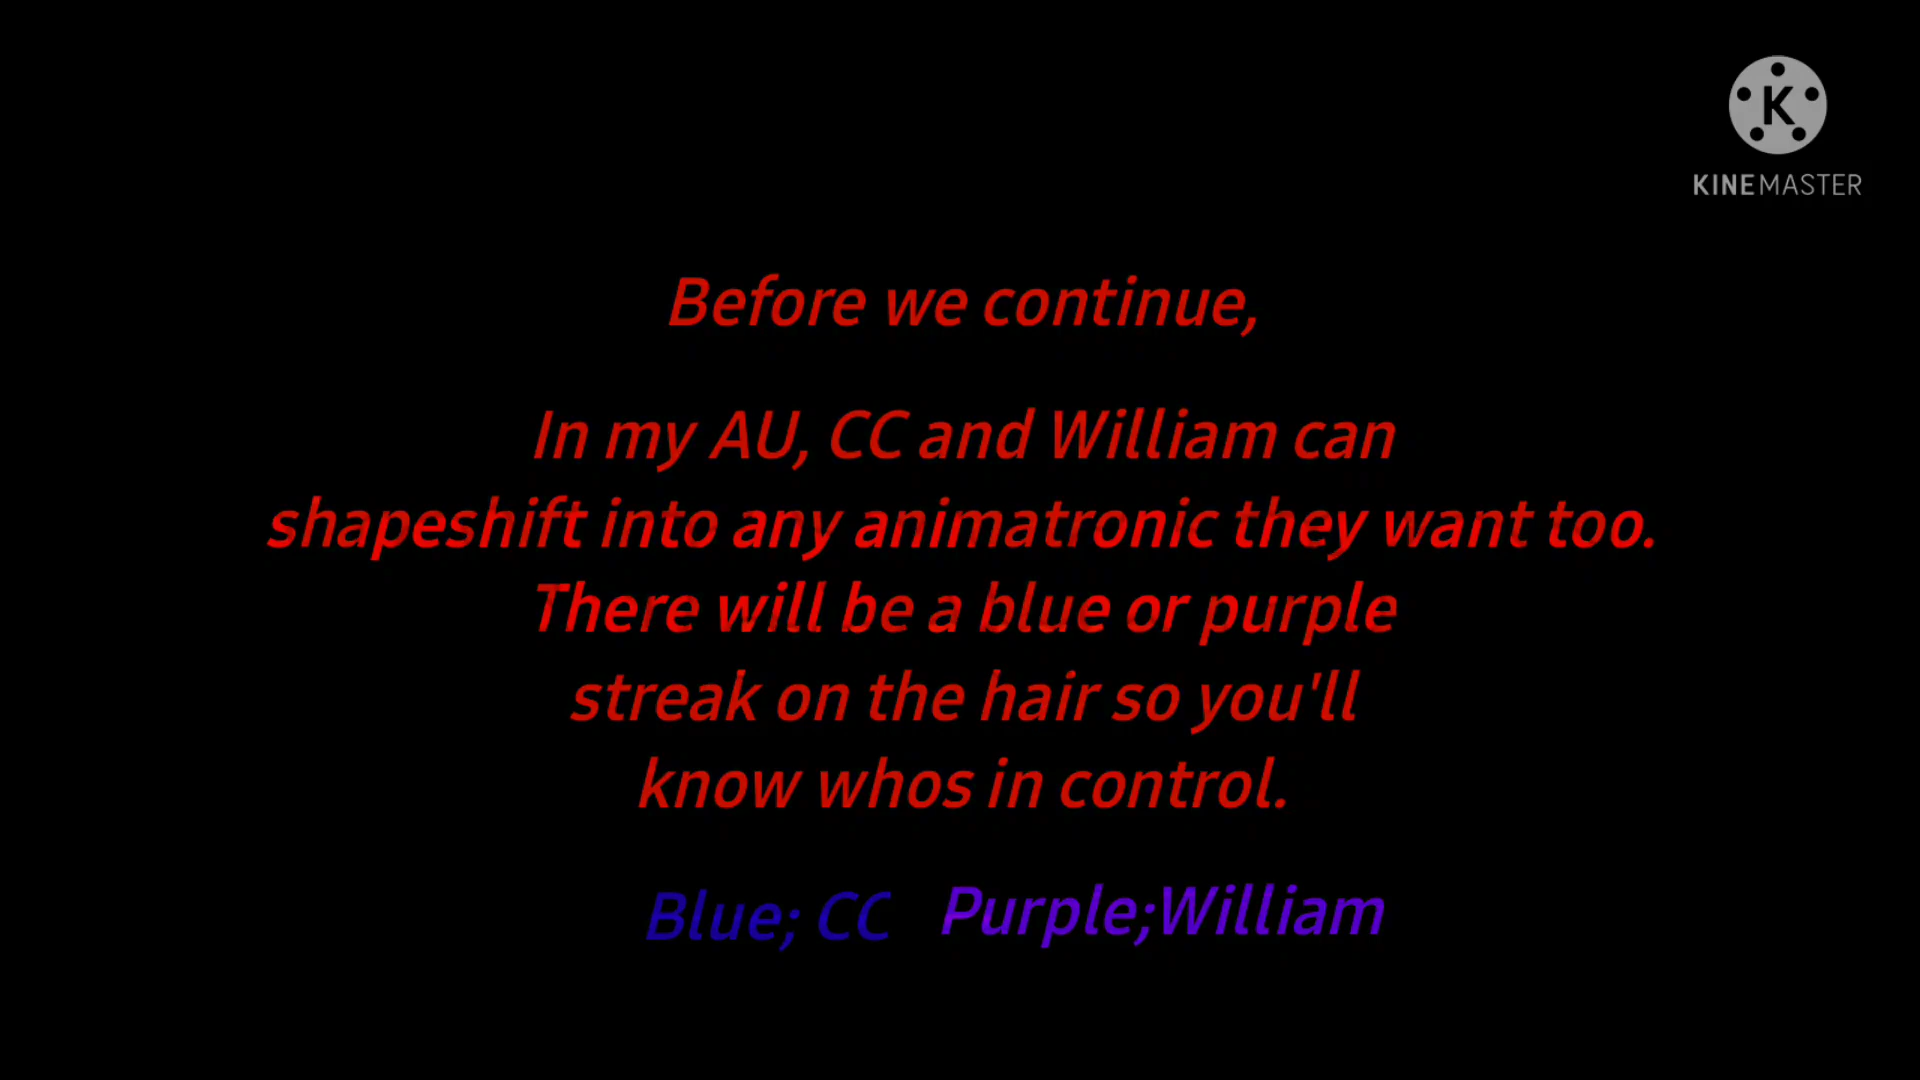 K
KINEMASTER
Before we continue,
In my AU, CC and William can
shapeshift into any animatronic they want too.
There will be a blue or purple
streak on the hair so you'll
know whos in control.
Blue; CC Purple;William